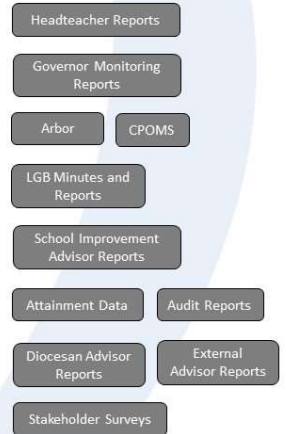 Headteacher Reports
Governor Monitoring
Reports
Arbor
CPOMS
LGB Minutes and
Reports
School Improvement
Advisor Reports
Attainment Data
Audit Reports
Diocesan Advisor
Reports
External
Advisor Reports
Stakeholder Surveys